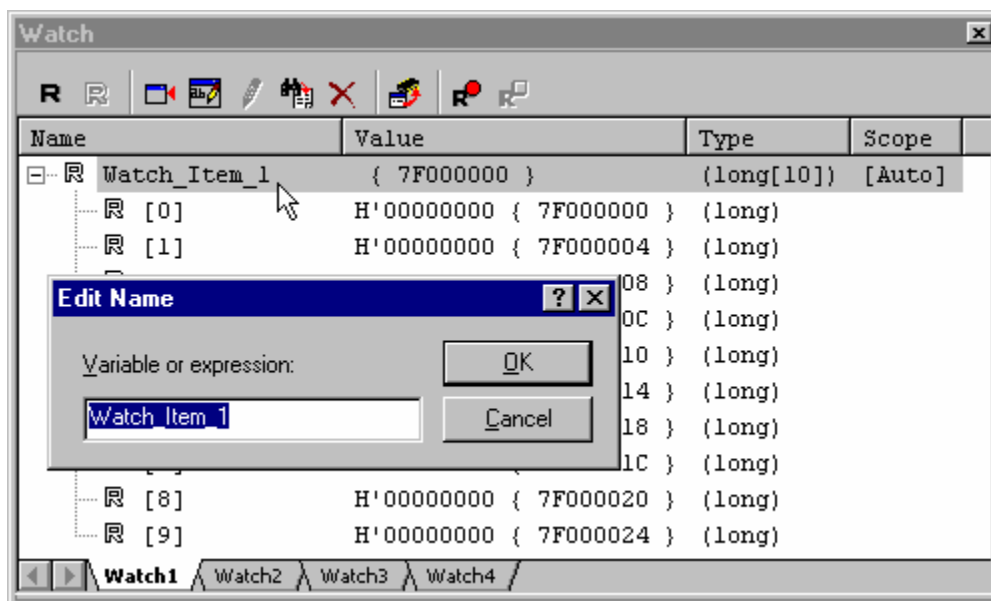 Watch
R R R R
Name Value Type Scope
R Watch_Item_1 { 7F000000 } (long[10]) [Auto]
R [0] H'00000000 { 7F000000 } (long)
R [1] H'00000000 { 7F000004 } (long)
08 } (long)
0C } (long)
10 } (long)
14 } (long)
18 } (long)
1C } (long)
Edit Name ?
Variable or expression:
OK
Watch_Item_1
Cancel
R [8] H'00000000 { 7F000020 } (long)
R [9] H'00000000 { 7F000024 } (long)
Watch1 Watch2 Watch3 Watch4